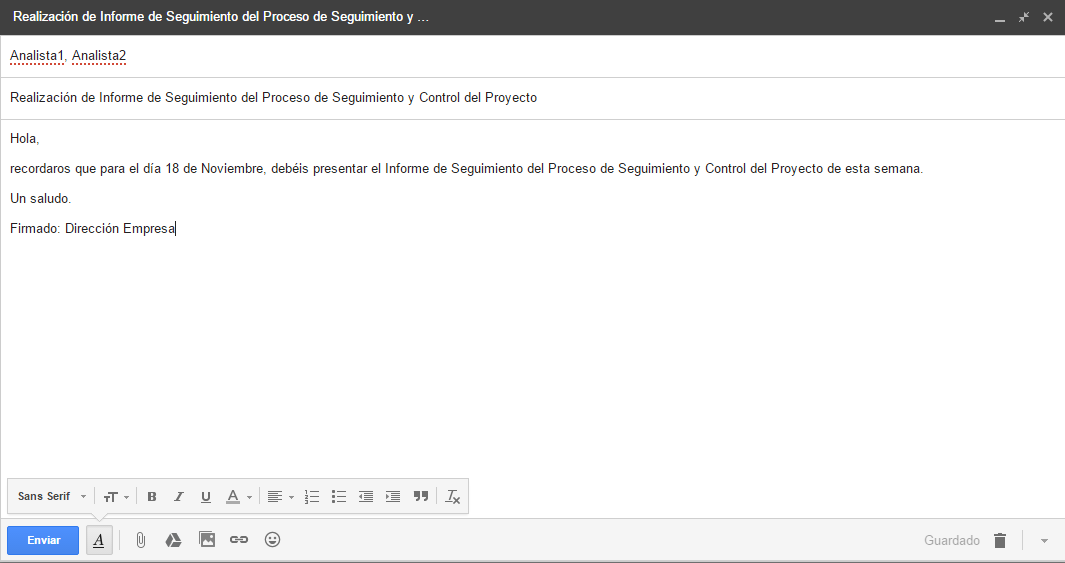 Realización de Informe de Seguimiento del Proceso de Seguimiento y ...
Analista1, Analista2
Realización de Informe de Seguimiento del Proceso de Seguimiento y Control del Proyecto
Hola,
recordaros que para el día 18 de Noviembre, debéis presentar el Informe de Seguimiento del Proceso de Seguimiento y Control del Proyecto de esta semana.
Un saludo.
Firmado: Dirección Empresa
Sans Serif
Enviar
Guardado